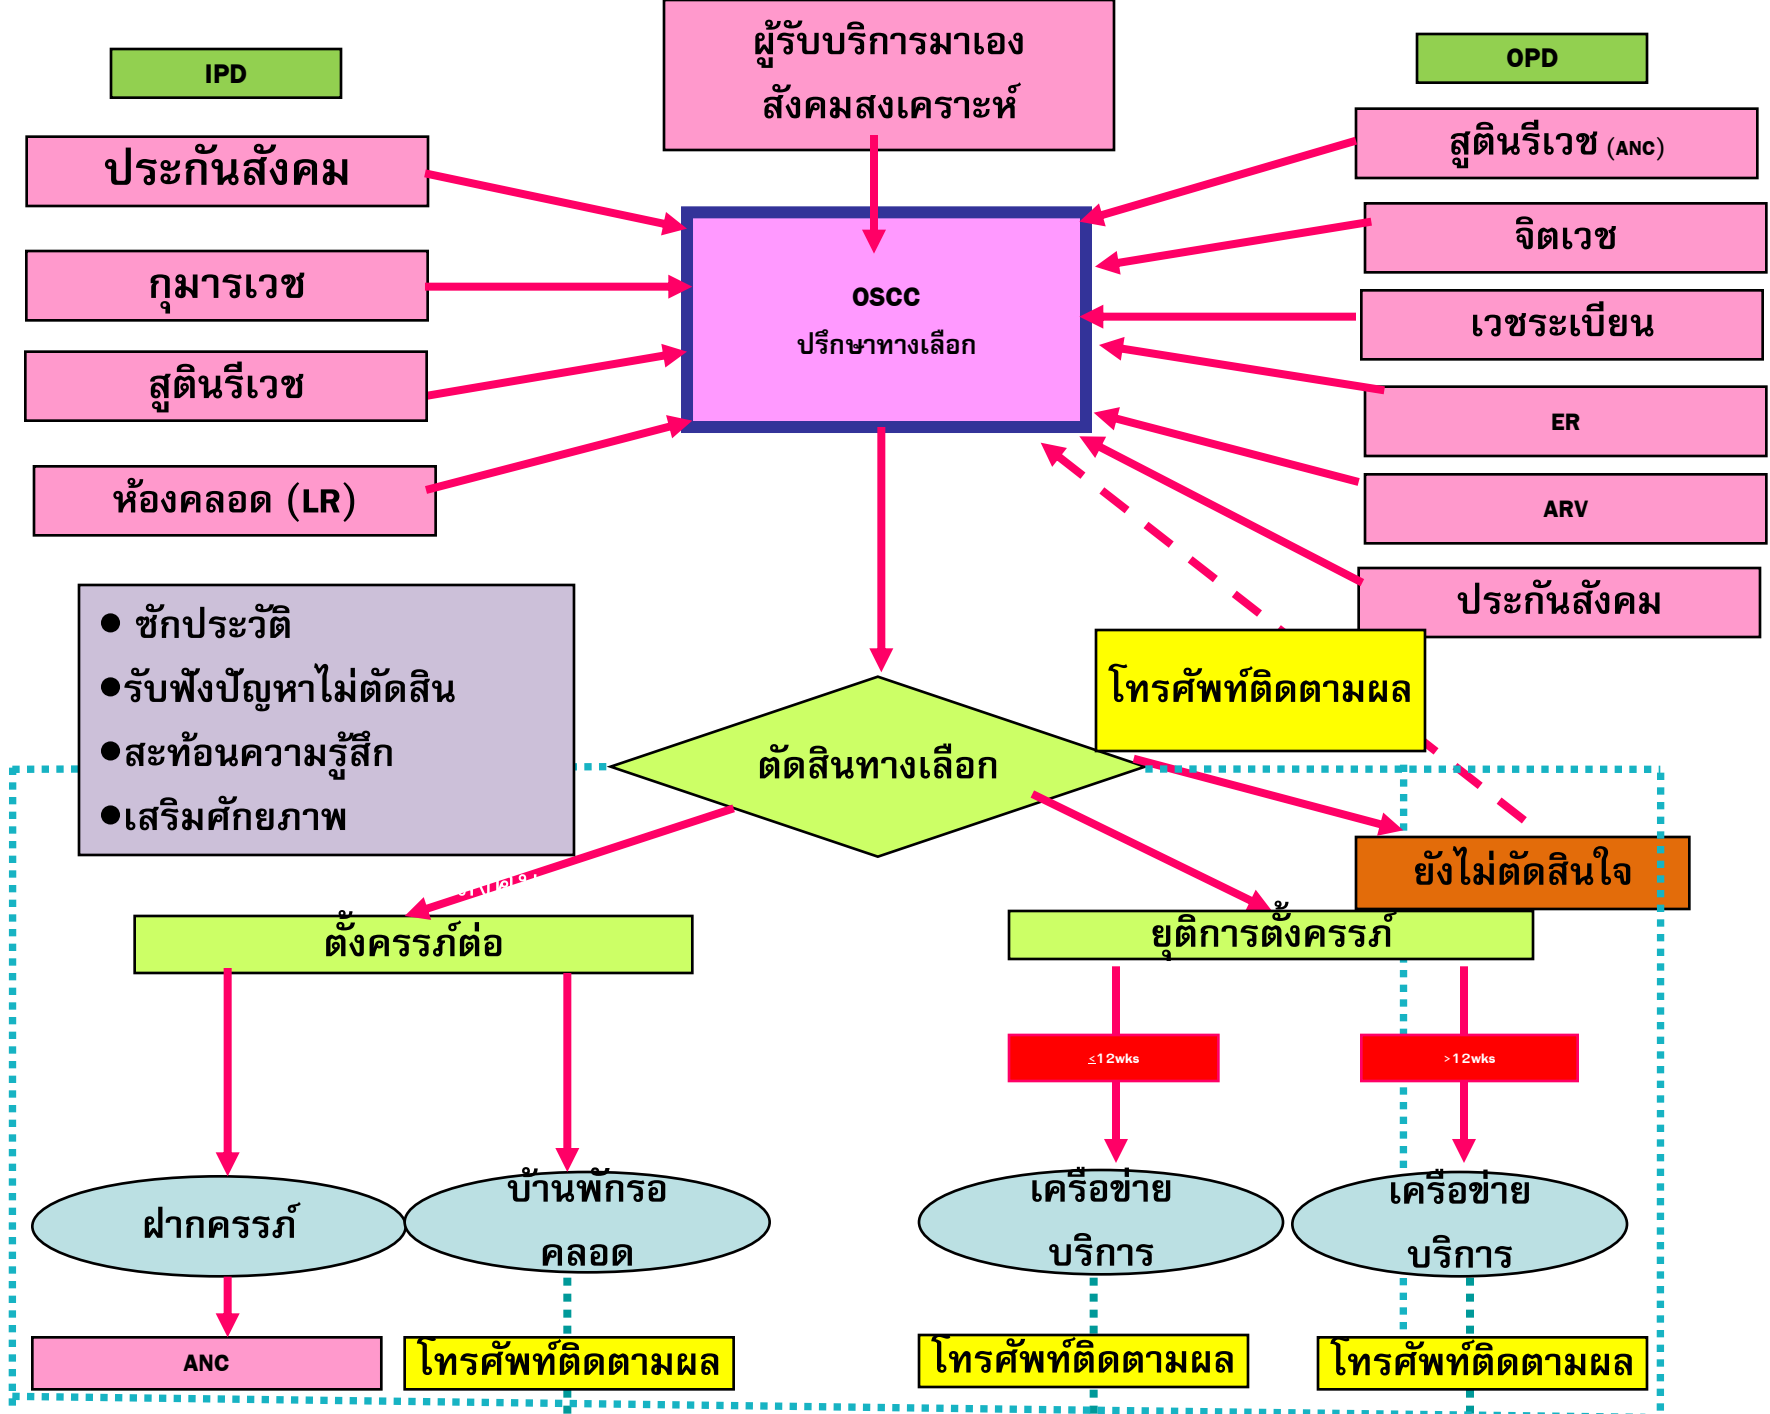 ผู้รับบริการมาเอง
สังคมสงเคราะห์
IPD
OPD
ประกันสังคม
กุมารเวช
สูตินรีเวช
ห้องคลอด (LR)
สูตินรีเวช (ANC)
จิตเวช
เวชระเบียน
ER
ARV
ประกันสังคม
OSCC
ปรึกษาทางเลือก
● ซักประวัติ
●รับฟังปัญหาไม่ตัดสิน
●สะท้อนความรู้สึก
●เสริมศักยภาพ
โทรศัพท์ติดตามผล
ตัดสินทางเลือก
ยังไม่ตัดสินใจ
ตั้งครรภ์ต่อ
ยุติการตั้งครรภ์
≤12wks
>12wks
ฝากครรภ์
บ้านพักรอ
คลอด
เครือข่าย
บริการ
เครือข่าย
บริการ
ANC
โทรศัพท์ติดตามผล
โทรศัพท์ติดตามผล
โทรศัพท์ติดตามผล